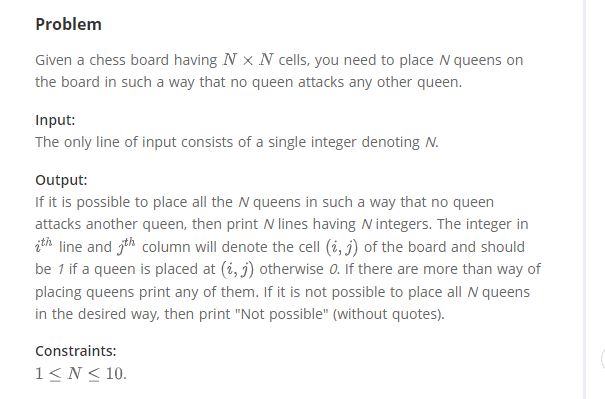 Problem
Given a chess board having N × N cells, you need to place N queens on
the board in such a way that no queen attacks any other queen.
Input:
The only line of input consists of a single integer denoting N.
Output:
If it is possible to place all the N queens in such a way that no queen
attacks another queen, then print N lines having N integers. The integer in
ith line and jth column will denote the cell (i, j) of the board and should
be 1 if a queen is placed at (i, j) otherwise 0. If there are more than way of
placing queens print any of them. If it is not possible to place all N queens
in the desired way, then print "Not possible" (without quotes).
Constraints:
1 ≤ N ≤ 10.